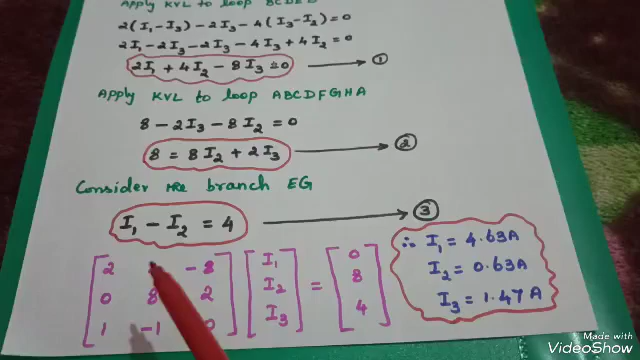 Apply KVL to loop BCDEB
2(I₁-I₃)-2I₃-4(I₃-I₂)=0
2I₁-2I₃-2I₃-4I₃+4I₂=0
2I₁+4I₂-8I₃=0 → ①
Apply KVL to loop ABCDFGHA
8-2I₃-8I₂=0
8=8I₂+2I₃ → ②
Consider the branch EG
I₁-I₂=4 → ③
2 -8 I₁ 0
0 8 2 I₂ = 8
1 -1 0 I₃ 4
∴ I₁=4.63A
I₂=0.63A
I₃=1.47A
Made with
VideoShow